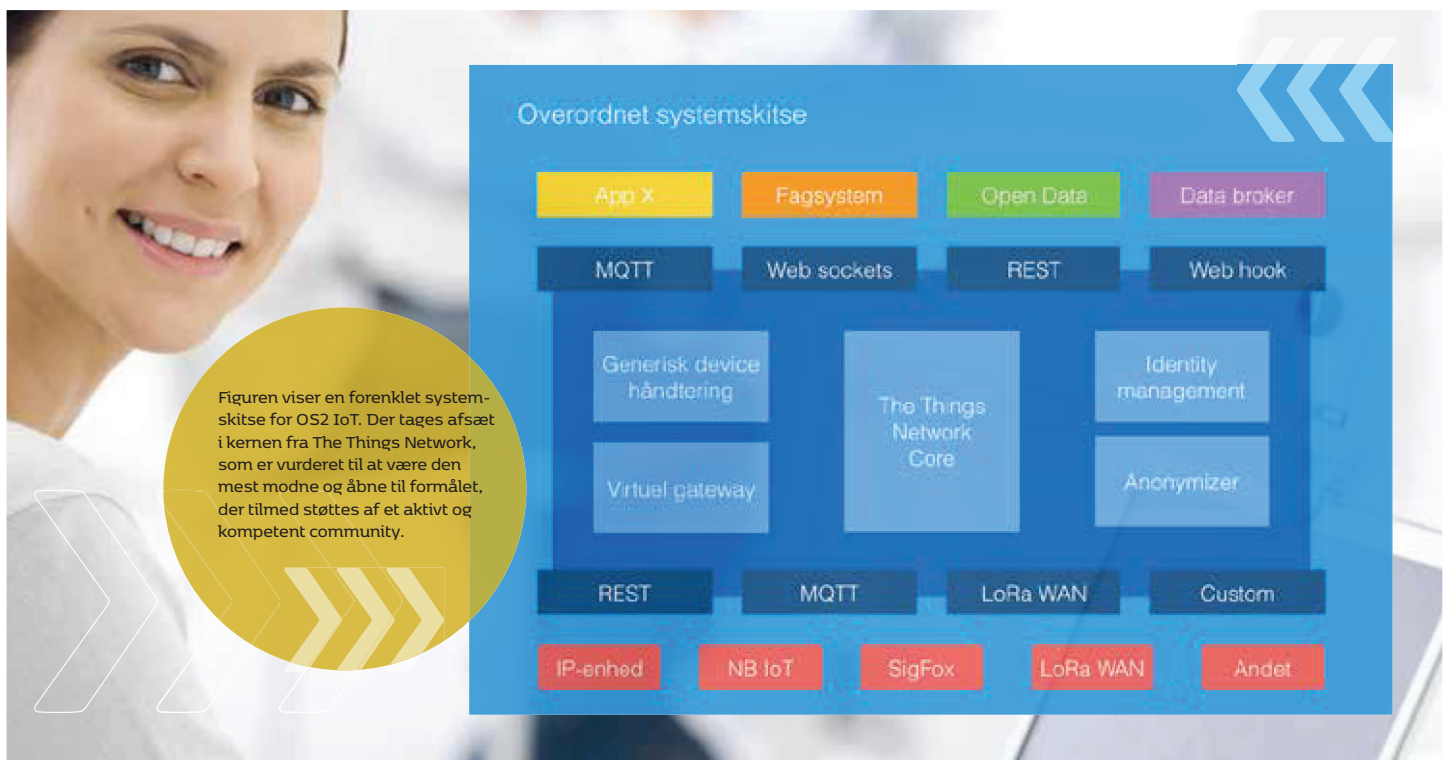 Overordnet systemskitse
App X
Fagsystem
Open Data
Data broker
MQTT
Web sockets
REST
Web hook
Generisk device
håndtering
Virtuel gateway
The Things
Network
Core
Identity
management
Anonymizer
REST
MQTT
LoRa WAN
Custom
IP-enhed
NB IoT
SigFox
LoRa WAN
Andet
Figuren viser en forenklet system-
skitse for OS2 IoT. Der tages afsæt
i kernen fra The Things Network,
som er vurderet til at være den
mest modne og åbne til formålet,
der tilmed støttes af et aktivt og
kompetent community.